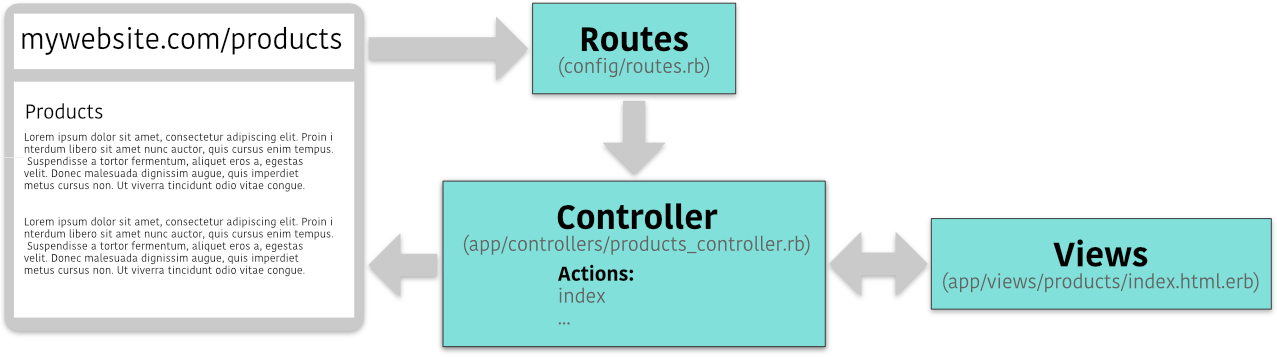 mywebsite.com/products
Products
Lorem ipsum dolor sit amet, consectetur adipiscing elit. Proin i
nterdum libero sit amet nunc auctor, quis cursus enim tempus.
Suspendisse a tortor fermentum, aliquet eros a, egestas
velit. Donec malesuada dignissim augue, quis imperdiet
metus cursus non. Ut viverra tincidunt odio vitae congue.
Lorem ipsum dolor sit amet, consectetur adipiscing elit. Proin i
nterdum libero sit amet nunc auctor, quis cursus enim tempus.
Suspendisse a tortor fermentum, aliquet eros a, egestas
velit. Donec malesuada dignissim augue, quis imperdiet
metus cursus non. Ut viverra tincidunt odio vitae congue.
Routes
(config/routes.rb)
Controller
(app/controllers/products_controller.rb)
Actions:
index
...
Views
(app/views/products/index.html.erb)